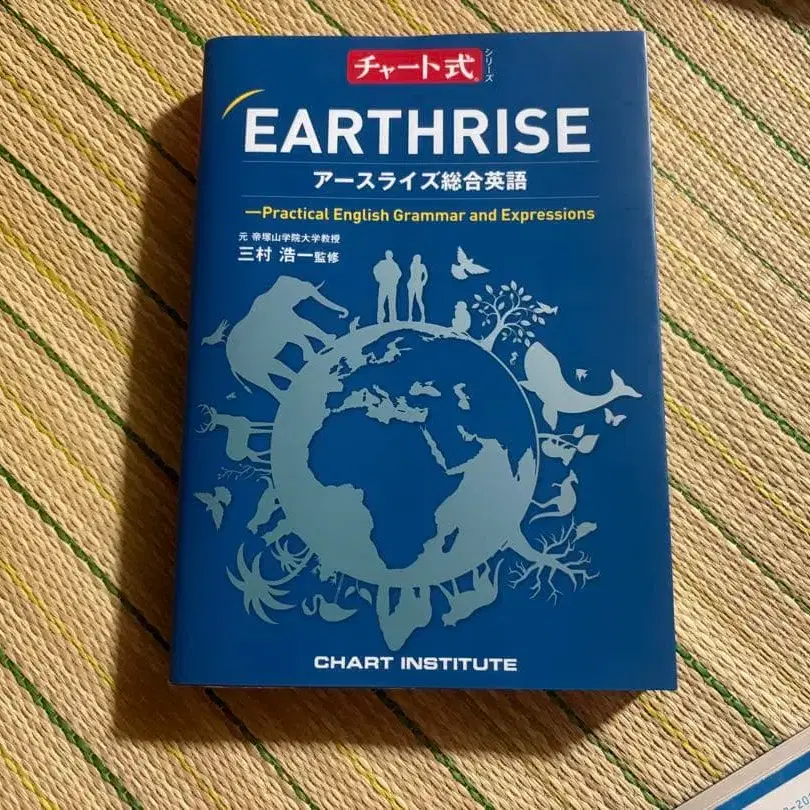 チャート式®シリーズ
EARTHRISE
アースライズ総合英語
—Practical English Grammar and Expressions
元 帝塚山学院大学教授
三村 浩一監修
CHART INSTITUTE